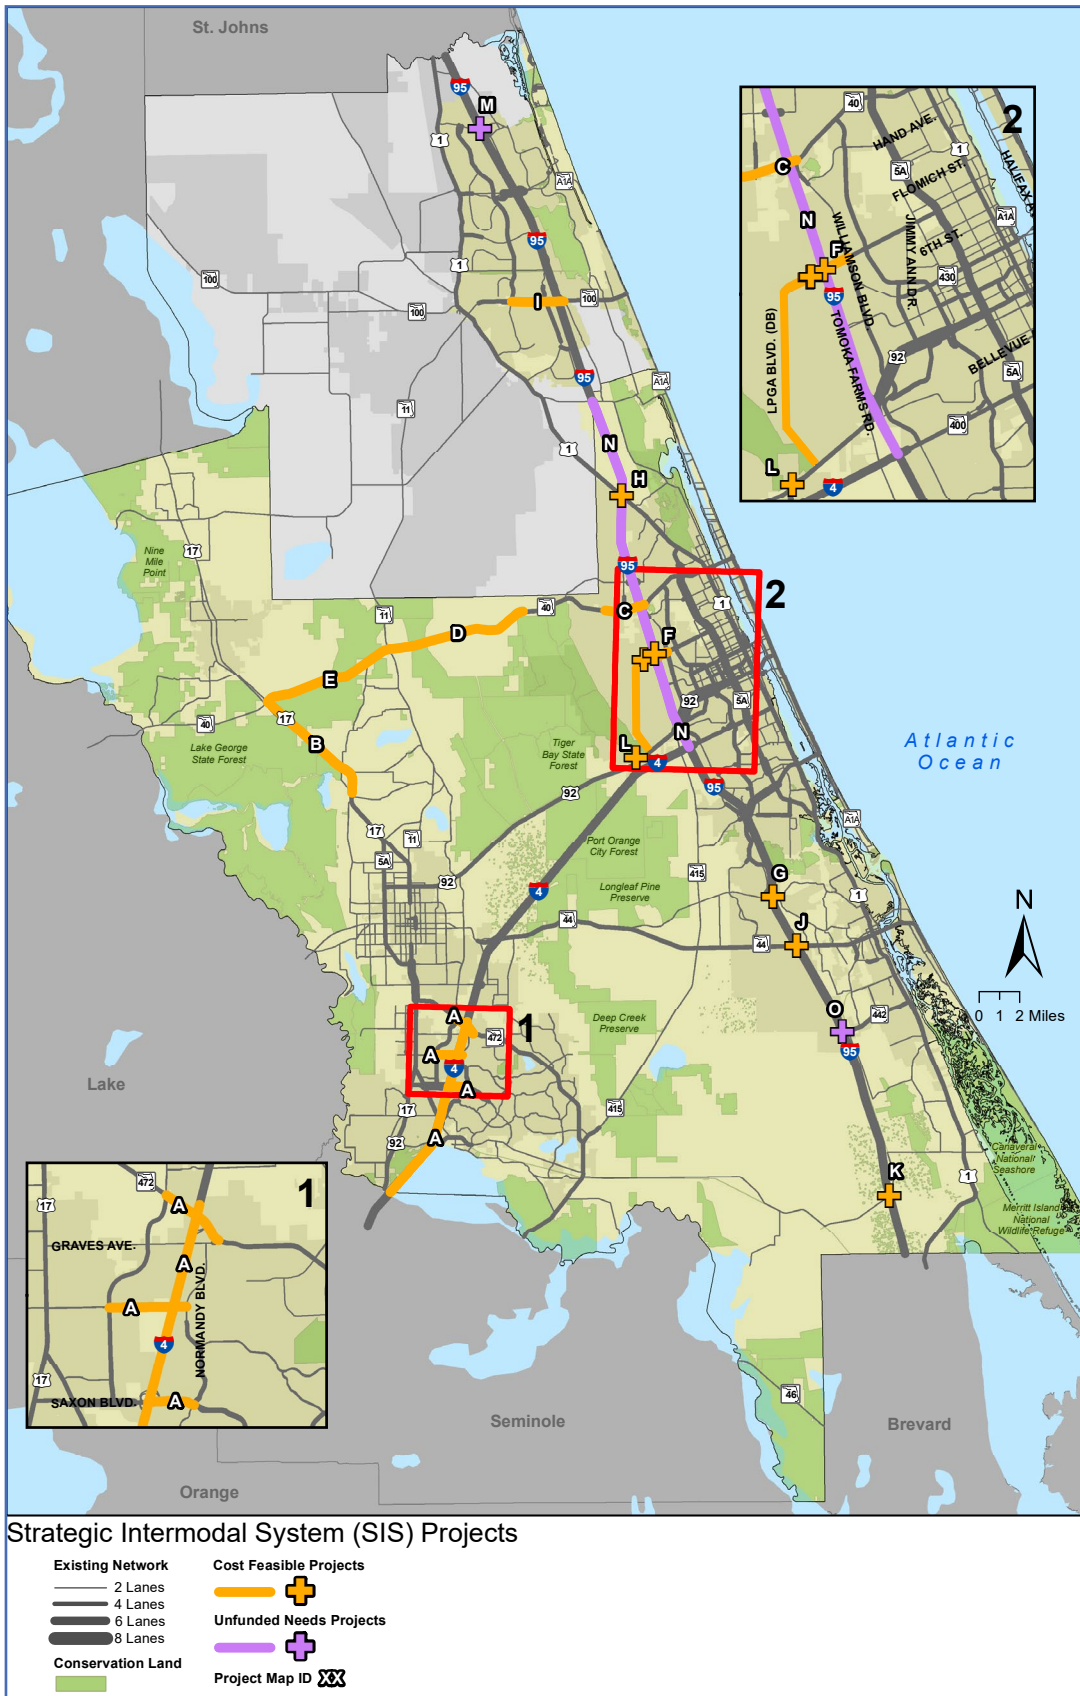 St. Johns
95
M
1
A1A
2
40
HAND AVE.
1
5A
FLOMICH ST.
C
HALIFAX A
A1A
N
WILLIAMSON BLVD.
JIMMY ANN DR.
6TH ST.
F
430
95
LPGA BLVD. (DB)
TOMOKA FARMS RD.
92
BELLEVUE
5A
400
L
4
95
1
100
100
I
100
95
A1A
11
1
N
H
17
Nine
Mile
Point
95
2
11
40
C
1
D
F
E
17
B
40
Lake George
State Forest
92
5A
N
L
4
Tiger
Bay State
Forest
Atlantic
Ocean
92
95
A1A
17
11
5A
Port Orange
City Forest
92
415
G
1
4
Longleaf Pine
Preserve
N
44
44
J
0 1 2 Miles
1
A
472
Deep Creek
Preserve
O
442
A
4
95
A
Lake
17
415
A
92
Canaveral
National
Seashore
K
1
Merritt Island
National
Wildlife Refuge
1
472
A
17
GRAVES AVE.
A
NORMANDY BLVD.
A
4
17
SAXON BLVD.
A
46
Seminole
Brevard
Orange
Strategic Intermodal System (SIS) Projects
Existing Network
2 Lanes
4 Lanes
6 Lanes
8 Lanes
Conservation Land
Cost Feasible Projects
Unfunded Needs Projects
Project Map ID XX